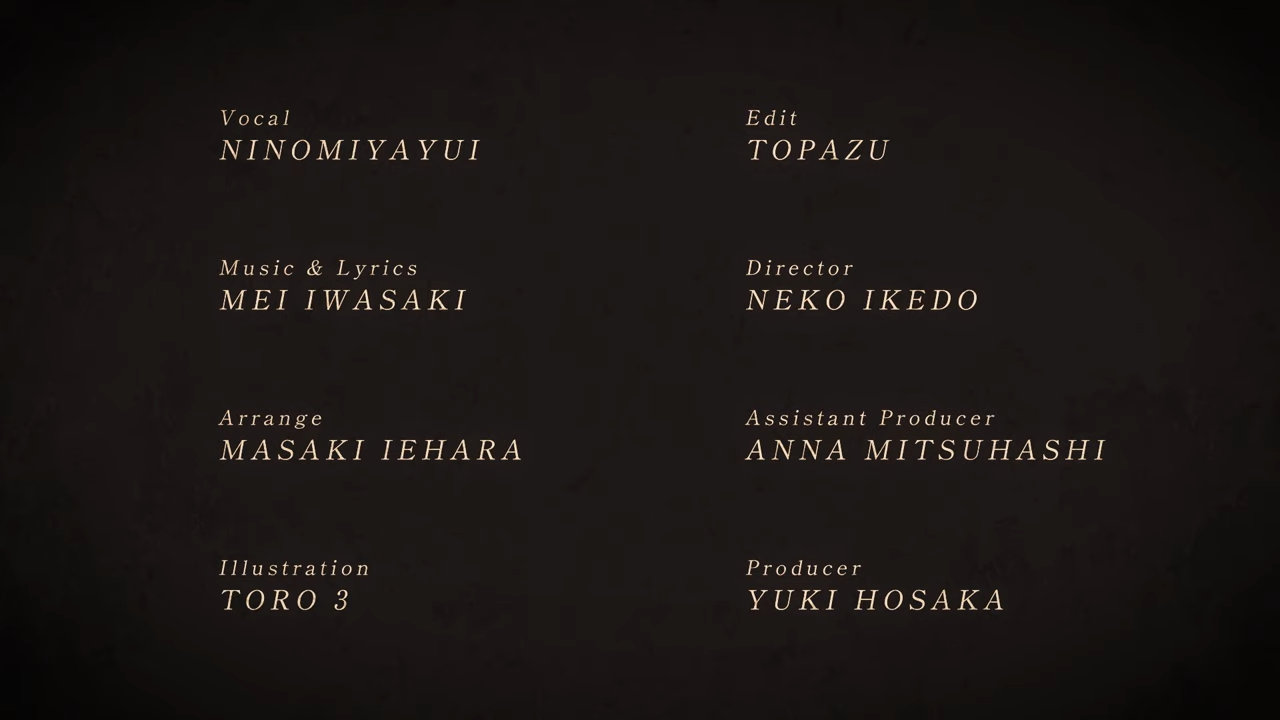 Vocal
NINOMIYAYUI
Music & Lyrics
MEI IWASAKI
Arrange
MASAKI IEHARA
Illustration
TORO 3
Edit
TOPAZU
Director
NEKO IKEDO
Assistant Producer
ANNA MITSUHASHI
Producer
YUKI HOSAKA